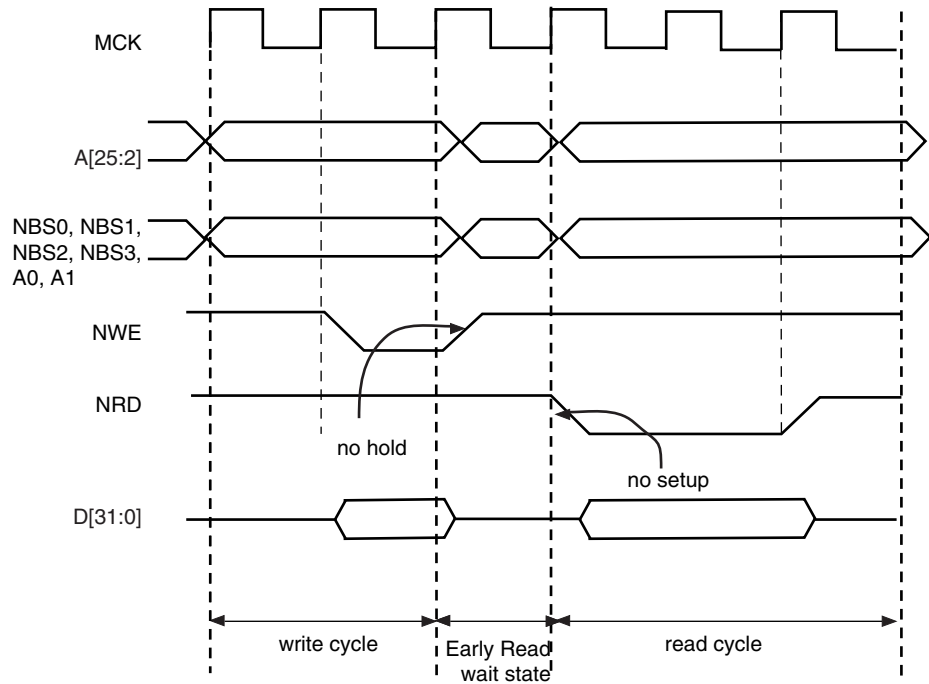 MCK
A[25:2]
NBS0, NBS1,
NBS2, NBS3,
A0, A1
NWE
NRD
no hold
no setup
D[31:0]
write cycle
Early Read
wait state
read cycle